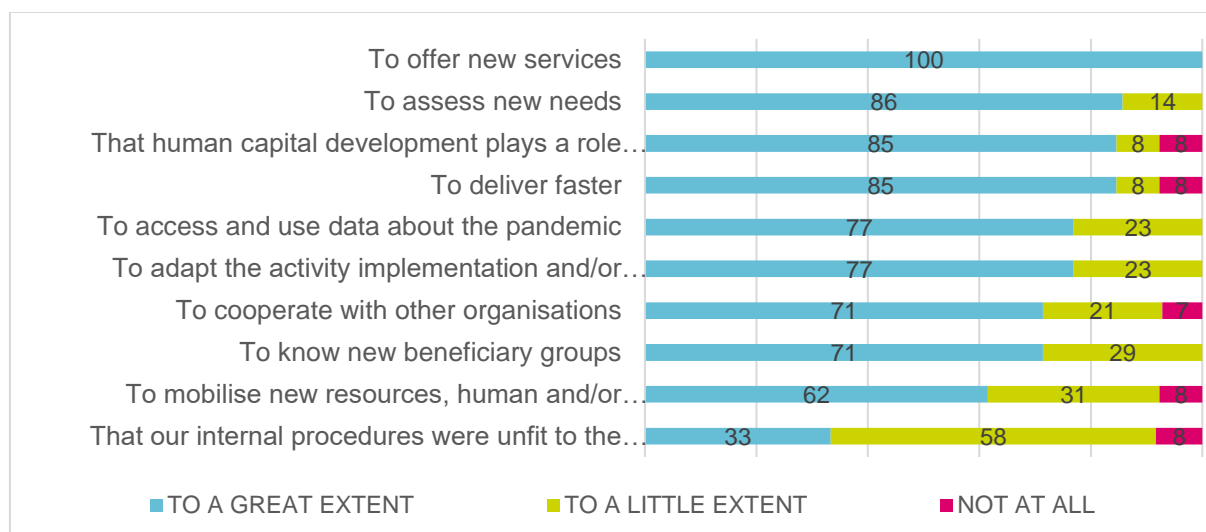 To offer new services 100
To assess new needs 86 14
That human capital development plays a role… 85 8 8
To deliver faster 85 8 8
To access and use data about the pandemic 77 23
To adapt the activity implementation and/or… 77 23
To cooperate with other organisations 71 21 7
To know new beneficiary groups 71 29
To mobilise new resources, human and/or… 62 31 8
That our internal procedures were unfit to the… 33 58 8
TO A GREAT EXTENT TO A LITTLE EXTENT NOT AT ALL